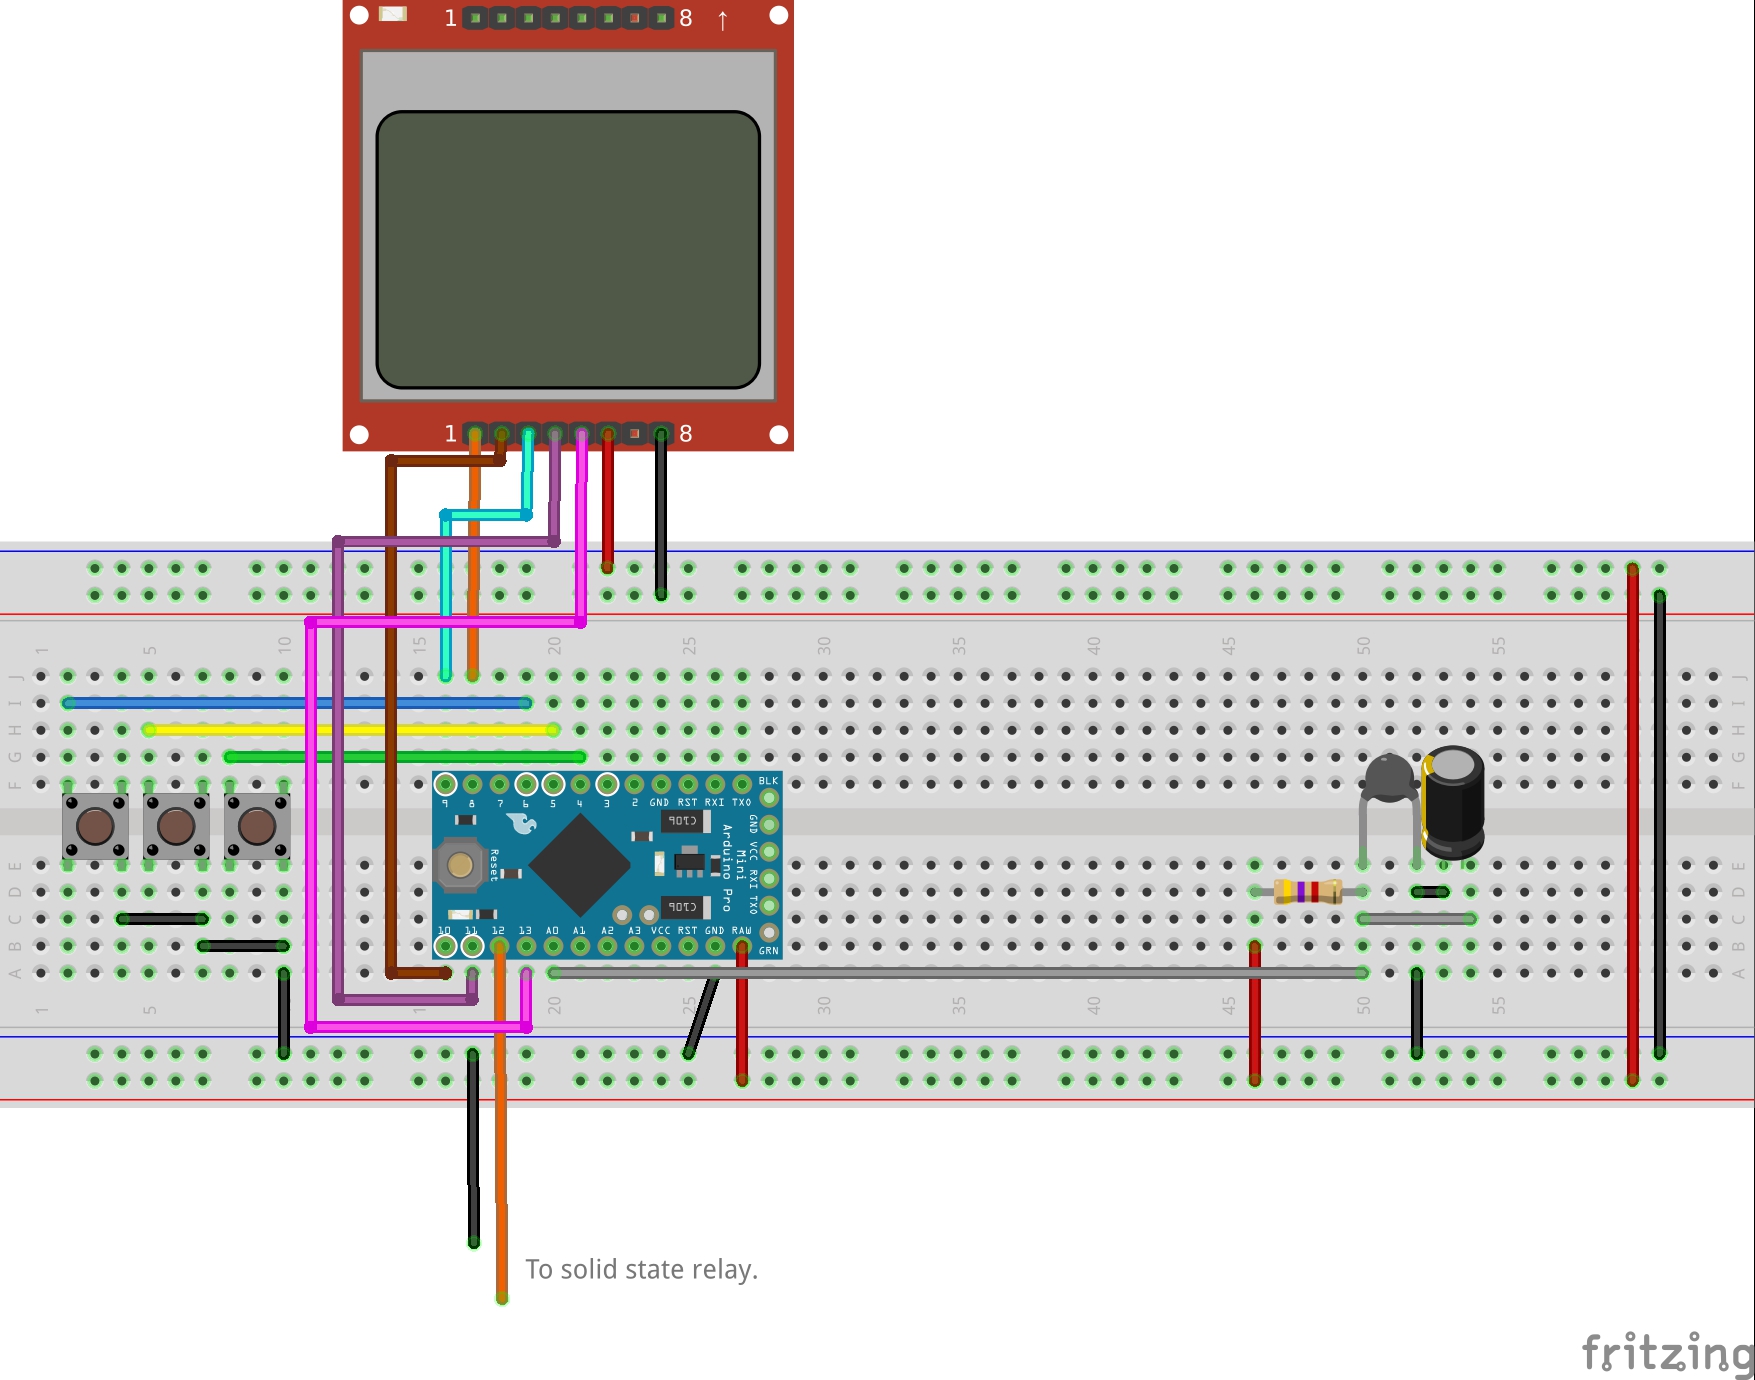 1 8 ↑
1 8
1 5 10 15 20 25 30 35 40 45 50 55
J J
I I
H H
G G
F F
9 8 7 6 5 4 3 2 GND RST RXI TXO BLK
GND VCC RXI TXO
Reset
Arduino Pro
Mini
C106
C106
10 11 12 13 A0 A1 A2 A3 VCC RST GND RAW GRN
E E
D D
C C
B B
A A
1 5 1 20 25 30 35 40 45 50 55
To solid state relay.
fritzing